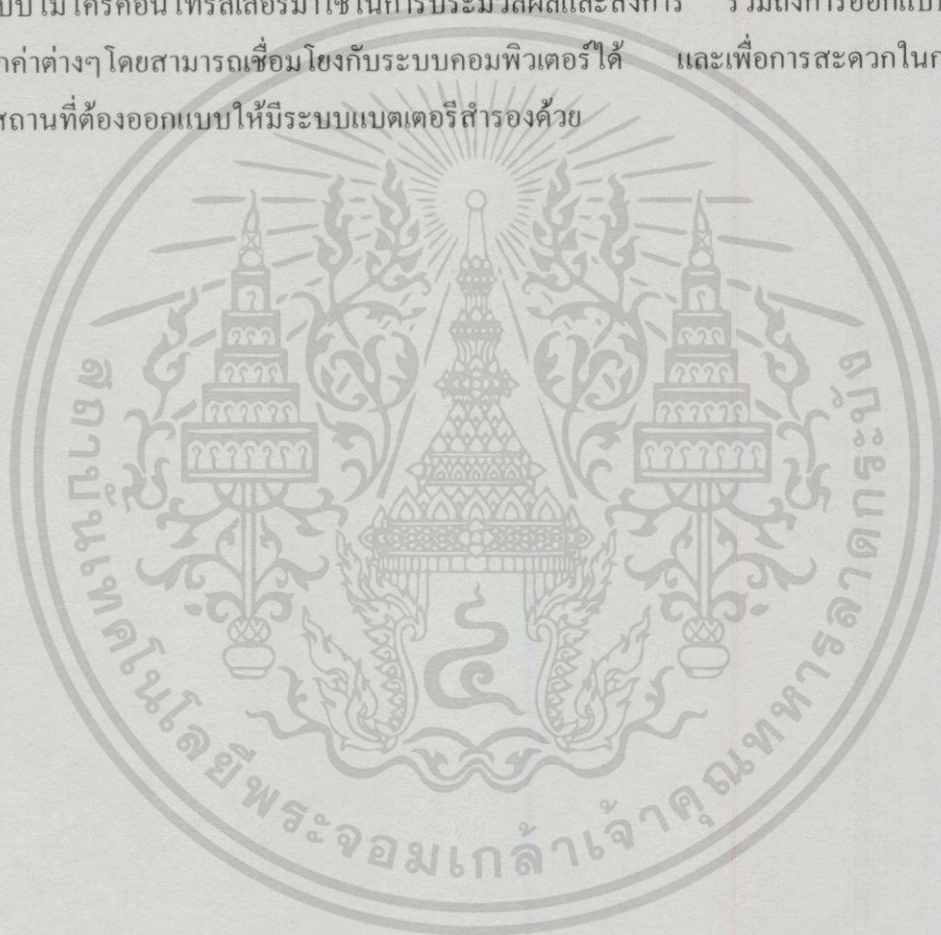 บบไมโครคอนโทรลเลอร์มาใช้ในการประมวลผลและสั่งการ รวมถึงการออกแบบ
กค่าต่างๆโดยสามารถเชื่อมโยงกับระบบคอมพิวเตอร์ได้ และเพื่อการสะดวกในก
สถานที่ต้องออกแบบให้มีระบบแบตเตอรี่สำรองด้วย
สถาบันเทคโนโลยีพระจอมเกล้าเจ้าคุณทหารลาดกระบัง
๔